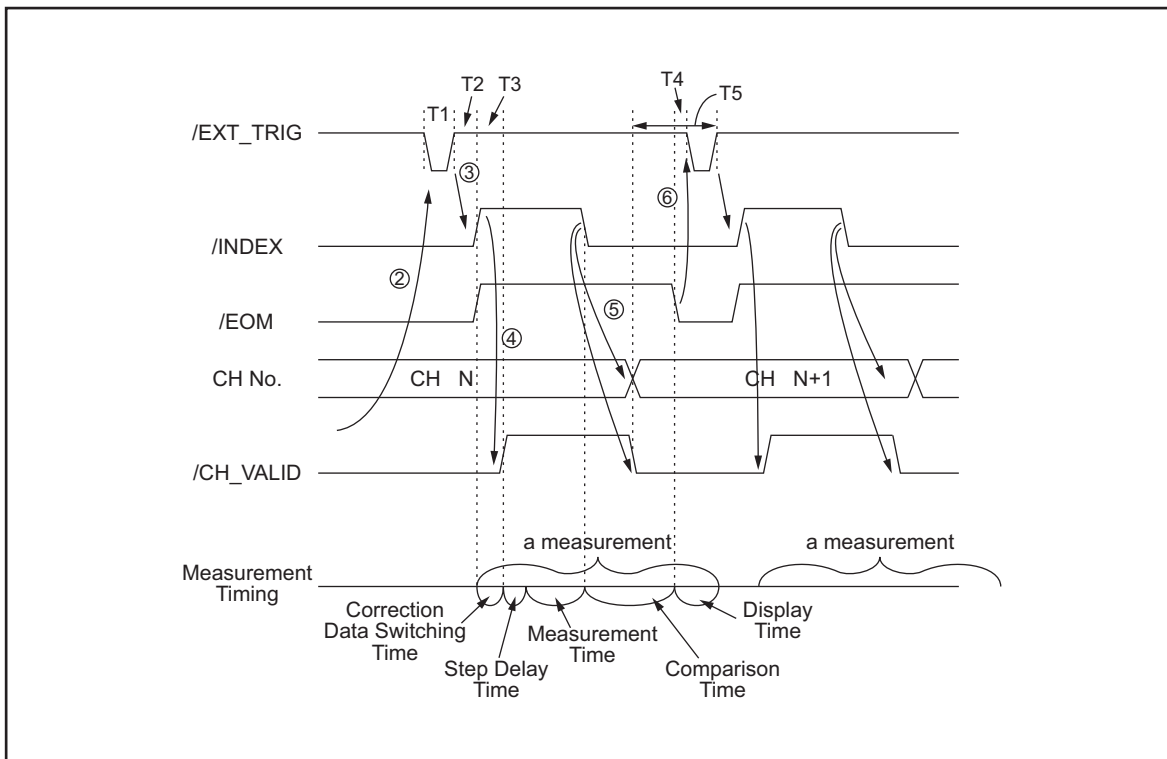 T1
T2
T3
T4
T5
/EXT_TRIG
③
⑥
/INDEX
②
⑤
/EOM
④
CH No.
CH N
CH N+1
/CH_VALID
a measurement
a measurement
Measurement
Timing
Correction
Data Switching
Time
Step Delay
Time
Measurement
Time
Comparison
Time
Display
Time